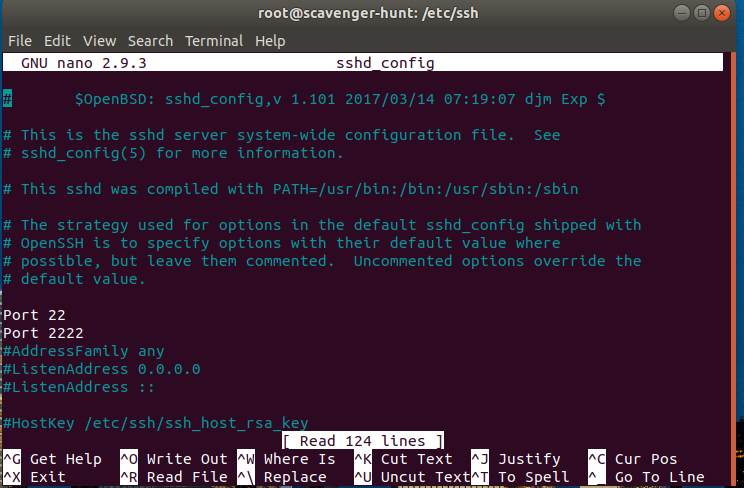 root@scavenger-hunt: /etc/ssh
File Edit View Search Terminal Help
GNU nano 2.9.3 sshd_config
# $OpenBSD: sshd_config,v 1.101 2017/03/14 07:19:07 djm Exp $
# This is the sshd server system-wide configuration file. See
# sshd_config(5) for more information.
# This sshd was compiled with PATH=/usr/bin:/bin:/usr/sbin:/sbin
# The strategy used for options in the default sshd_config shipped with
# OpenSSH is to specify options with their default value where
# possible, but leave them commented. Uncommented options override the
# default value.
Port 22
Port 2222
#AddressFamily any
#ListenAddress 0.0.0.0
#ListenAddress ::
#HostKey /etc/ssh/ssh_host_rsa_key
[ Read 124 lines ]
^G Get Help ^O Write Out ^W Where Is ^K Cut Text ^J Justify ^C Cur Pos
^X Exit ^R Read File ^\ Replace ^U Uncut Text ^T To Spell ^_ Go To Line